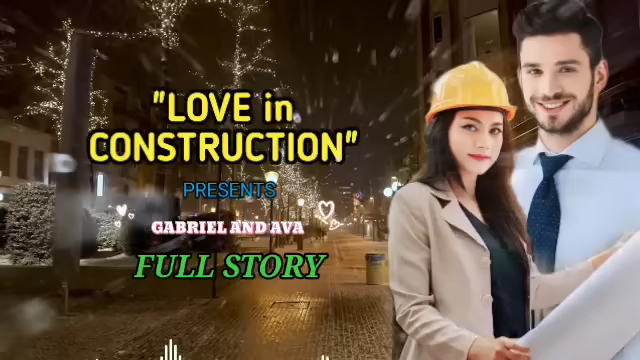 "LOVE in
CONSTRUCTION"
PRESENTS
GABRIEL AND AVA
FULL STORY